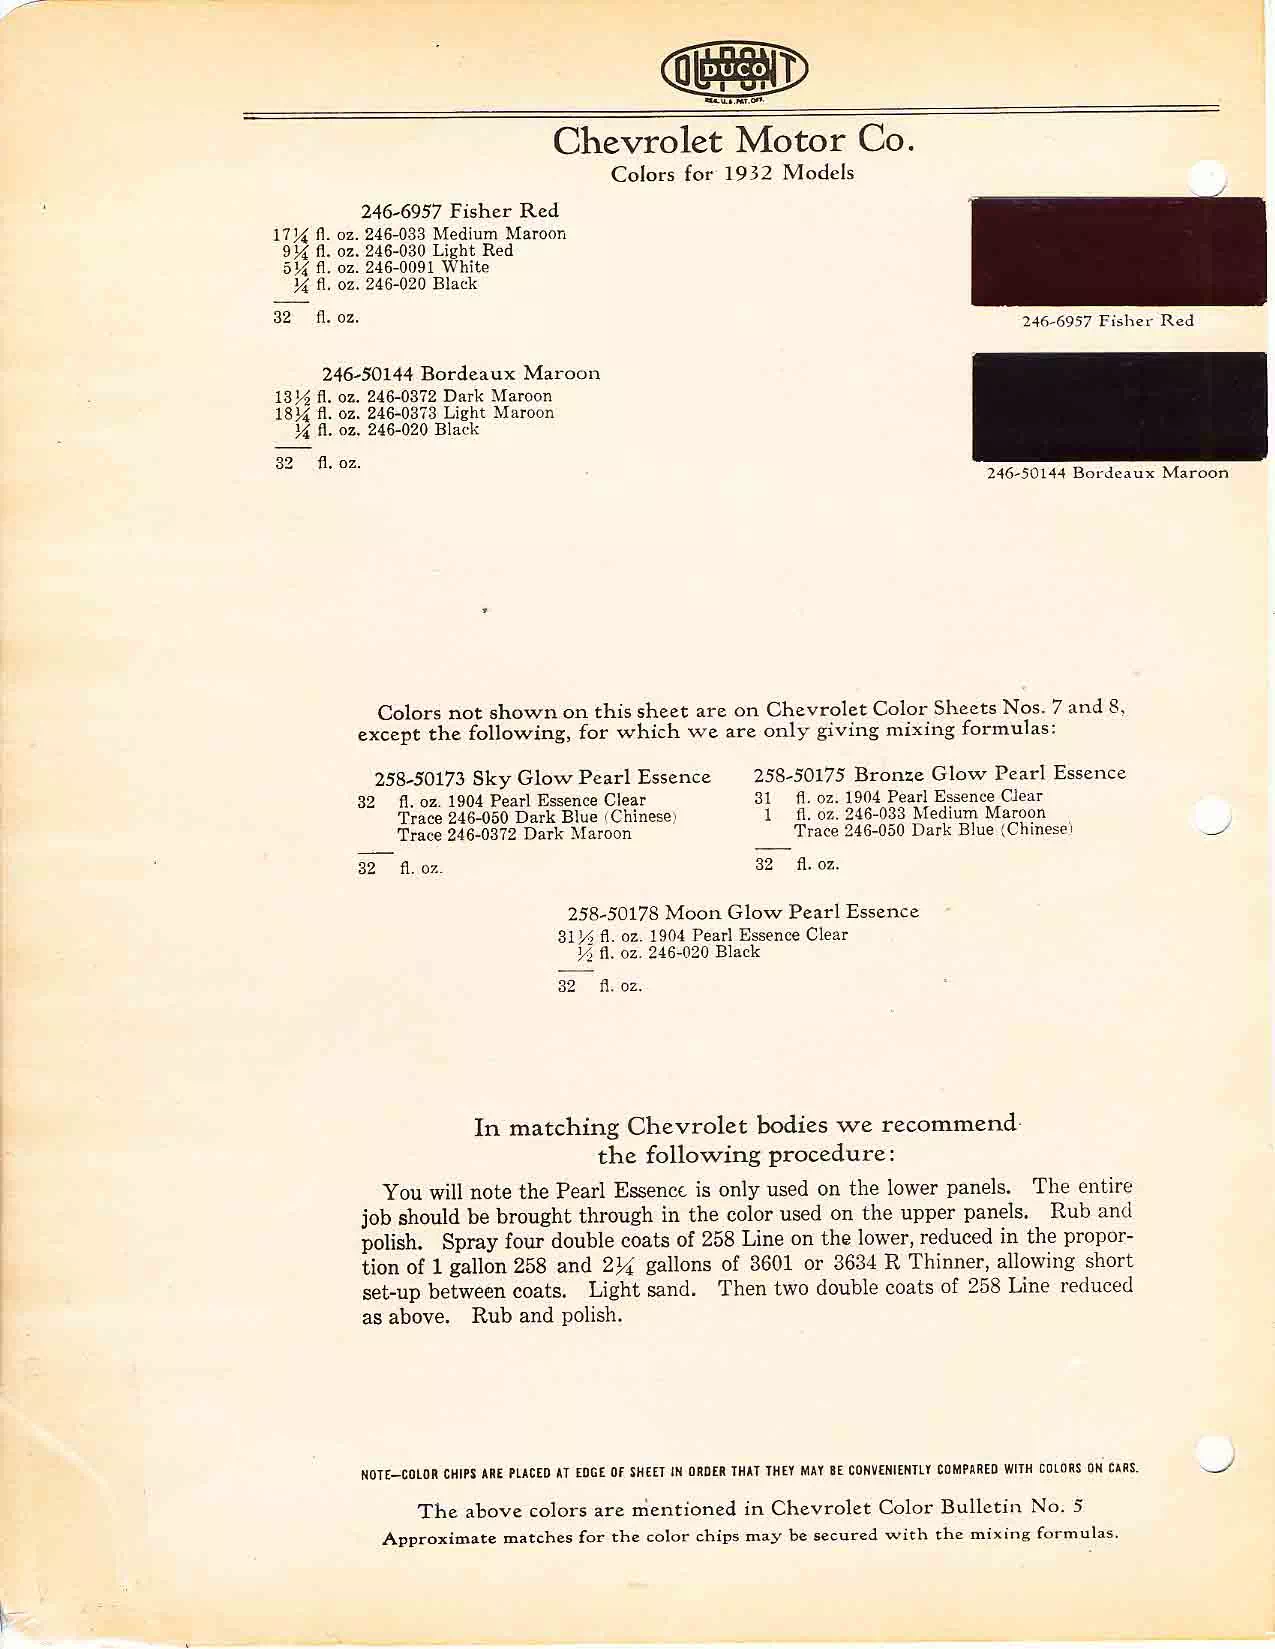 DU PONT
DUCO
REG. U.S. PAT. OFF.
Chevrolet Motor Co.
Colors for 1932 Models
246-6957 Fisher Red
17¼ fl. oz. 246-033 Medium Maroon
9¼ fl. oz. 246-030 Light Red
5¼ fl. oz. 246-0091 White
¼ fl. oz. 246-020 Black
32 fl. oz.
246-6957 Fisher Red
246-50144 Bordeaux Maroon
13½ fl. oz. 246-0372 Dark Maroon
18¼ fl. oz. 246-0373 Light Maroon
¼ fl. oz. 246-020 Black
32 fl. oz.
246-50144 Bordeaux Maroon
Colors not shown on this sheet are on Chevrolet Color Sheets Nos. 7 and 8,
except the following, for which we are only giving mixing formulas:
258-50173 Sky Glow Pearl Essence
32 fl. oz. 1904 Pearl Essence Clear
Trace 246-050 Dark Blue (Chinese)
Trace 246-0372 Dark Maroon
32 fl. oz.
258-50175 Bronze Glow Pearl Essence
31 fl. oz. 1904 Pearl Essence Clear
1 fl. oz. 246-033 Medium Maroon
Trace 246-050 Dark Blue (Chinese)
32 fl. oz.
258-50178 Moon Glow Pearl Essence
31½ fl. oz. 1904 Pearl Essence Clear
½ fl. oz. 246-020 Black
32 fl. oz.
In matching Chevrolet bodies we recommend
the following procedure:
You will note the Pearl Essence is only used on the lower panels. The entire
job should be brought through in the color used on the upper panels. Rub and
polish. Spray four double coats of 258 Line on the lower, reduced in the propor-
tion of 1 gallon 258 and 2¼ gallons of 3601 or 3634 R Thinner, allowing short
set-up between coats. Light sand. Then two double coats of 258 Line reduced
as above. Rub and polish.
NOTE—COLOR CHIPS ARE PLACED AT EDGE OF SHEET IN ORDER THAT THEY MAY BE CONVENIENTLY COMPARED WITH COLORS ON CARS.
The above colors are mentioned in Chevrolet Color Bulletin No. 5
Approximate matches for the color chips may be secured with the mixing formulas.